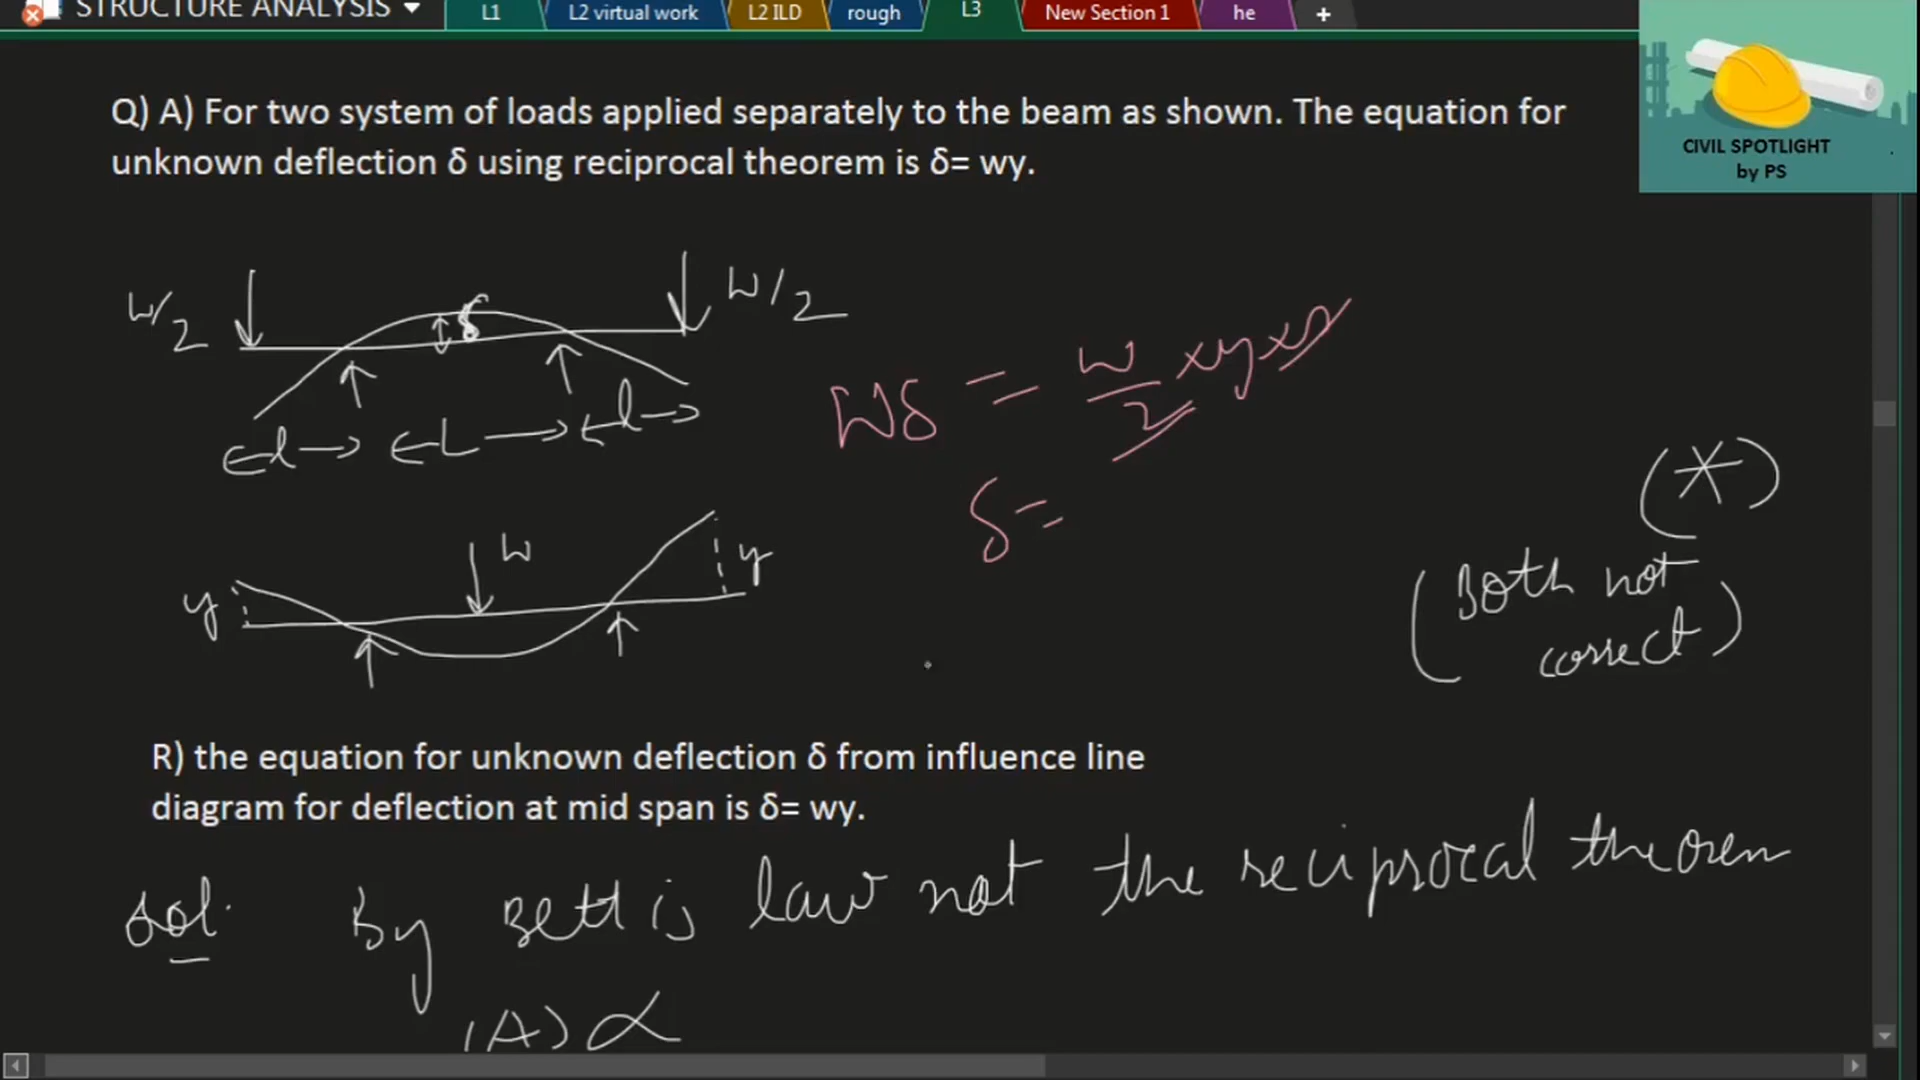 STRUCTURE ANALYSIS
L1
L2 virtual work
L2 ILD
rough
L3
New Section 1
he
+
CIVIL SPOTLIGHT
by PS
Q) A) For two system of loads applied separately to the beam as shown. The equation for
unknown deflection δ using reciprocal theorem is δ= wy.
W/2
δ
W/2
l
L
l
Wδ = W/2 xyx2
δ=
(*)
(Both not
correct)
y
W
y
R) the equation for unknown deflection δ from influence line
diagram for deflection at mid span is δ= wy.
Sol. By Betti's law not the reciprocal theorem
(A)